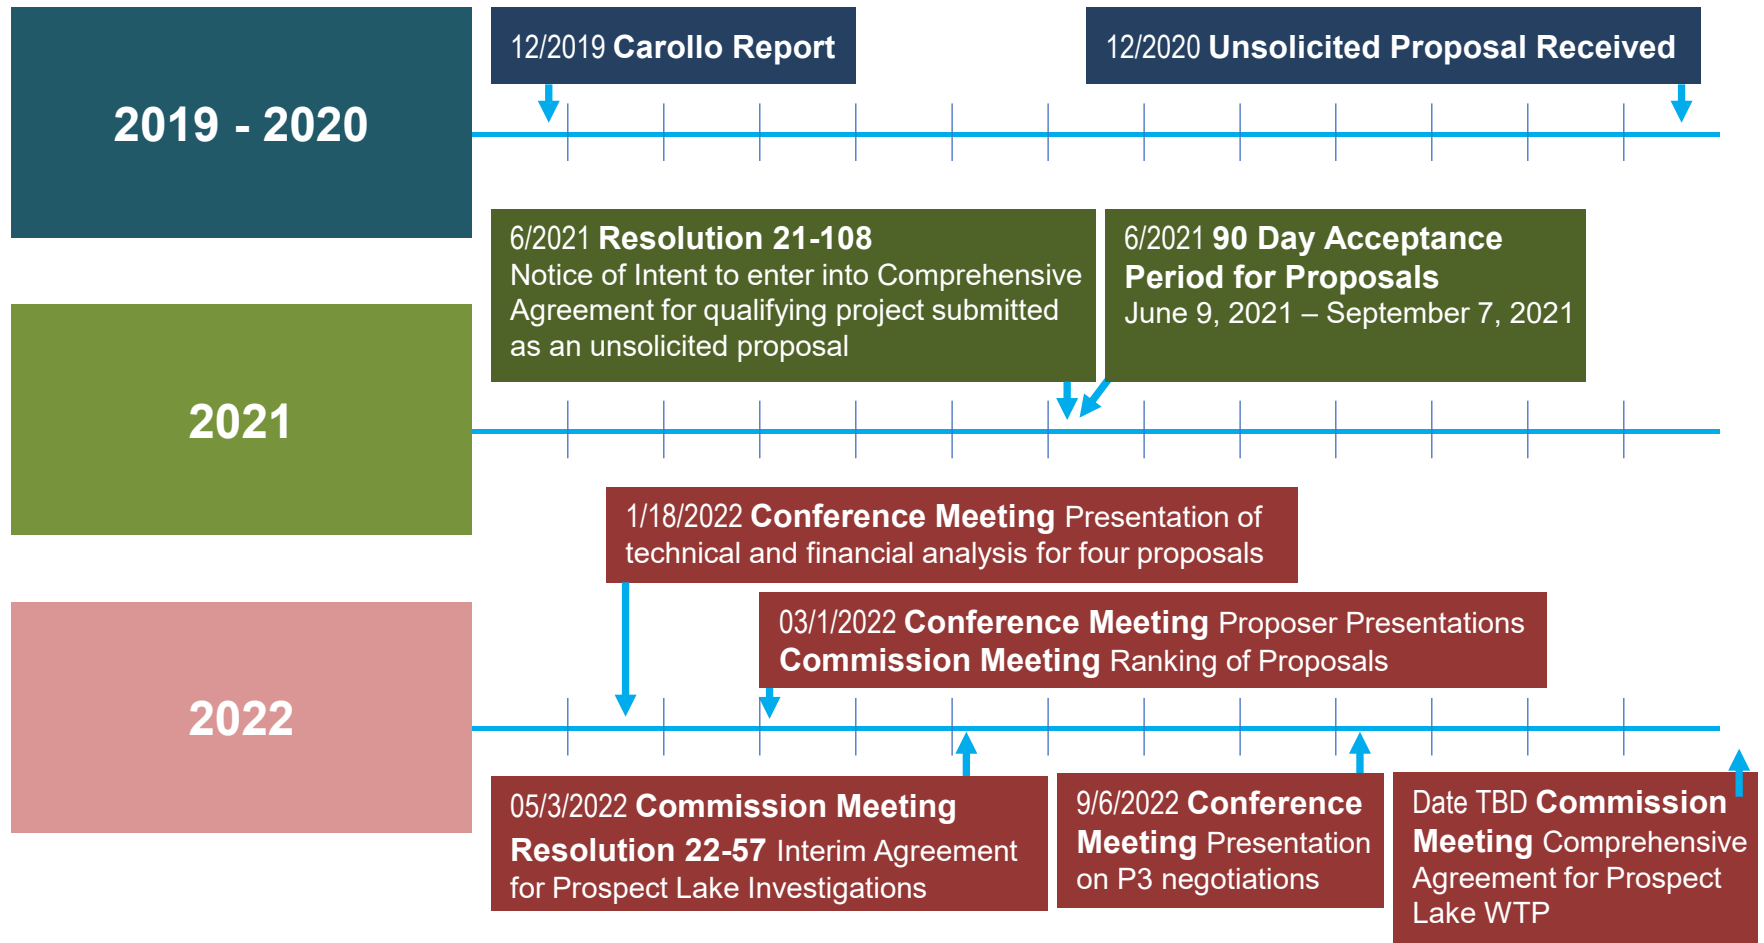 2019 - 2020
12/2019 Carollo Report
12/2020 Unsolicited Proposal Received
2021
6/2021 Resolution 21-108
Notice of Intent to enter into Comprehensive
Agreement for qualifying project submitted
as an unsolicited proposal
6/2021 90 Day Acceptance
Period for Proposals
June 9, 2021 – September 7, 2021
2022
1/18/2022 Conference Meeting Presentation of
technical and financial analysis for four proposals
03/1/2022 Conference Meeting Proposer Presentations
Commission Meeting Ranking of Proposals
05/3/2022 Commission Meeting
Resolution 22-57 Interim Agreement
for Prospect Lake Investigations
9/6/2022 Conference
Meeting Presentation
on P3 negotiations
Date TBD Commission
Meeting Comprehensive
Agreement for Prospect
Lake WTP